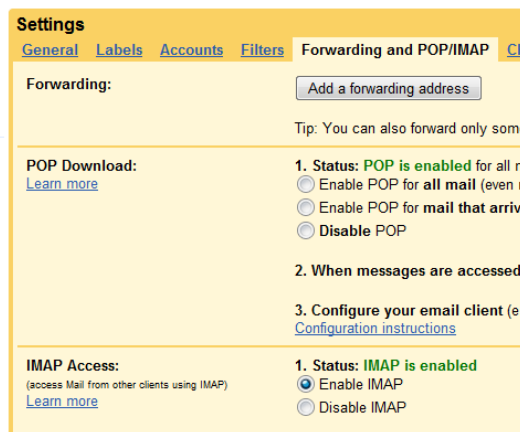 Settings
General Labels Accounts Filters Forwarding and POP/IMAP
Forwarding:
Add a forwarding address
Tip: You can also forward only
POP Download:
Learn more
1. Status: POP is enabled for all
Enable POP for all mail (even
Enable POP for mail that
Disable POP
2. When messages are accessed
3. Configure your email client
Configuration instructions
IMAP Access:
(access Mail from other clients using IMAP)
Learn more
1. Status: IMAP is enabled
Enable IMAP
Disable IMAP